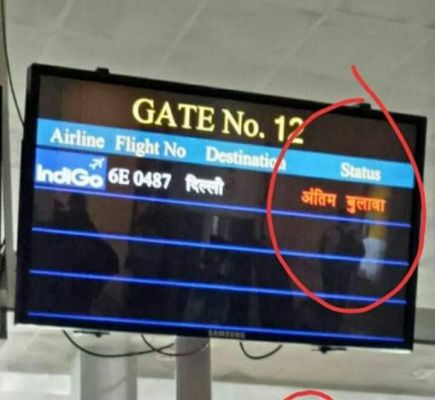 GATE No. 12
Airline Flight No Destination Status
IndiGo 6E 0487 दिल्ली अंतिम बुलावा
SAMSUNG